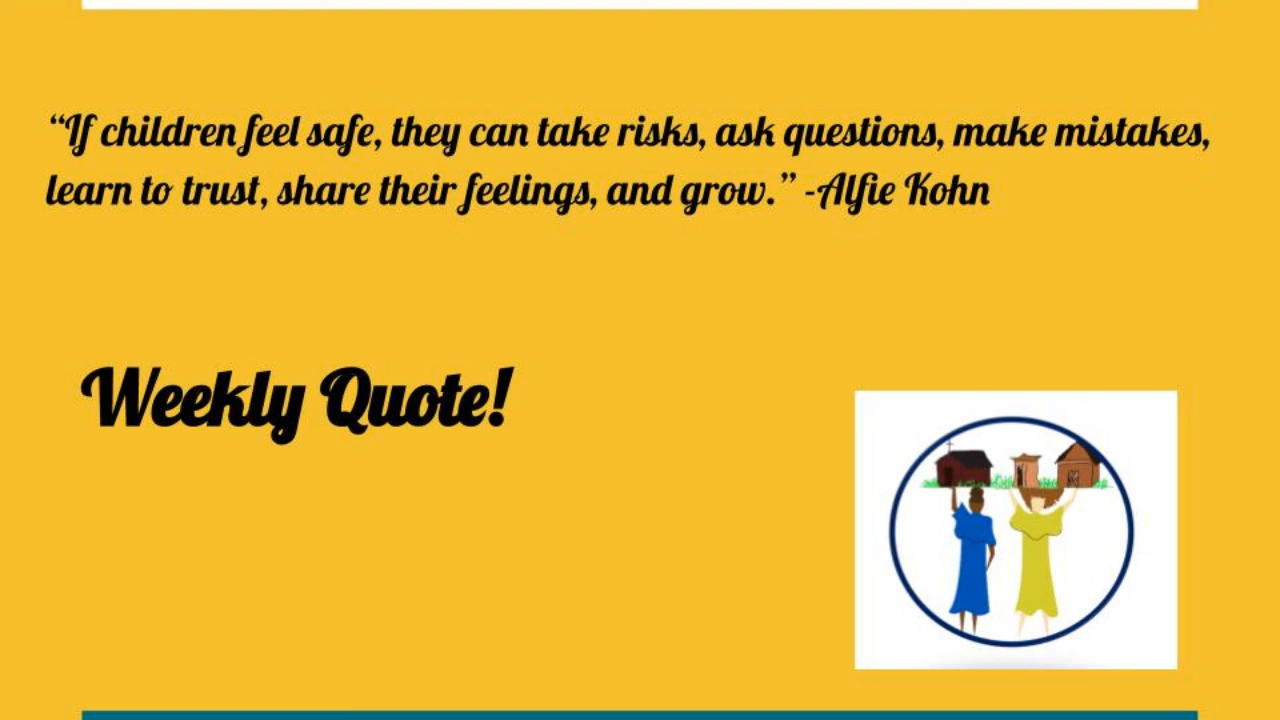 “If children feel safe, they can take risks, ask questions, make mistakes,
learn to trust, share their feelings, and grow.” -Alfie Kohn
Weekly Quote!